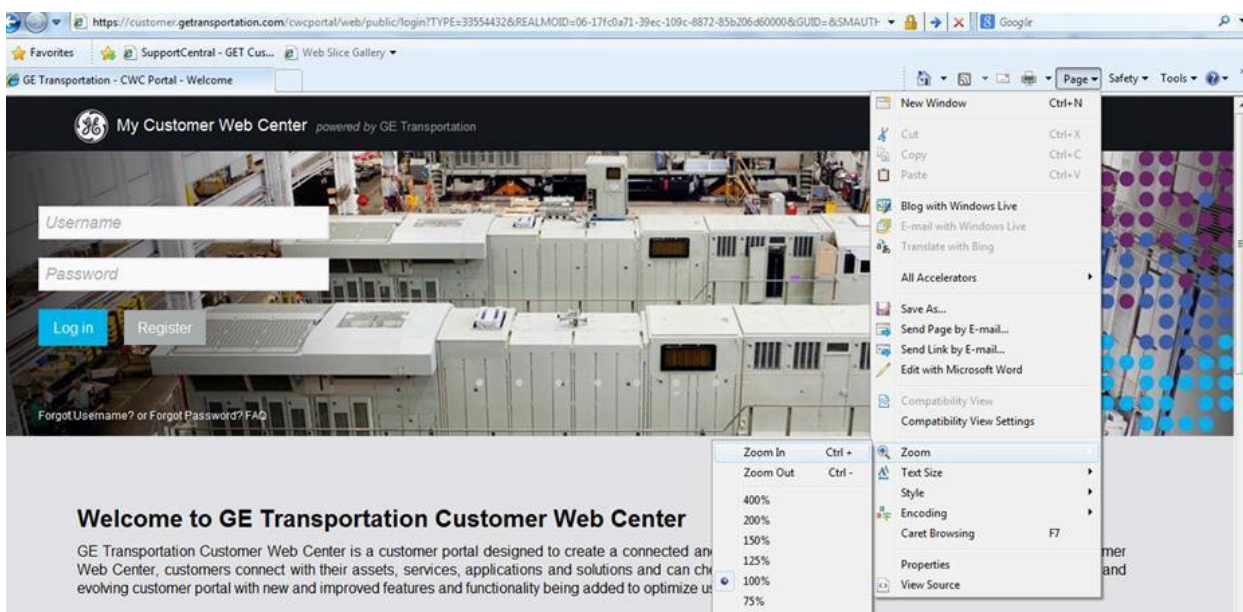 https://customer.getransportation.com/cwcportal/web/public/login?TYPE=33554432&REALMOID=06-17fc0a71-39ec-109c-8872-85b206d60000&GUID=&SMAUTH
Google
Favorites
SupportCentral - GET Cus...
Web Slice Gallery
GE Transportation - CWC Portal - Welcome
Page
Safety
Tools
My Customer Web Center powered by GE Transportation
Username
Password
Log in
Register
Forgot Username? or Forgot Password? FAQ
New Window Ctrl+N
Cut Ctrl+X
Copy Ctrl+C
Paste Ctrl+V
Blog with Windows Live
E-mail with Windows Live
Translate with Bing
All Accelerators
Save As...
Send Page by E-mail...
Send Link by E-mail...
Edit with Microsoft Word
Compatibility View
Compatibility View Settings
Zoom
Text Size
Style
Encoding
Caret Browsing F7
Properties
View Source
Zoom In Ctrl +
Zoom Out Ctrl -
400%
200%
150%
125%
100%
75%
Welcome to GE Transportation Customer Web Center
GE Transportation Customer Web Center is a customer portal designed to create a connected an mer
Web Center, customers connect with their assets, services, applications and solutions and can che and
evolving customer portal with new and improved features and functionality being added to optimize u